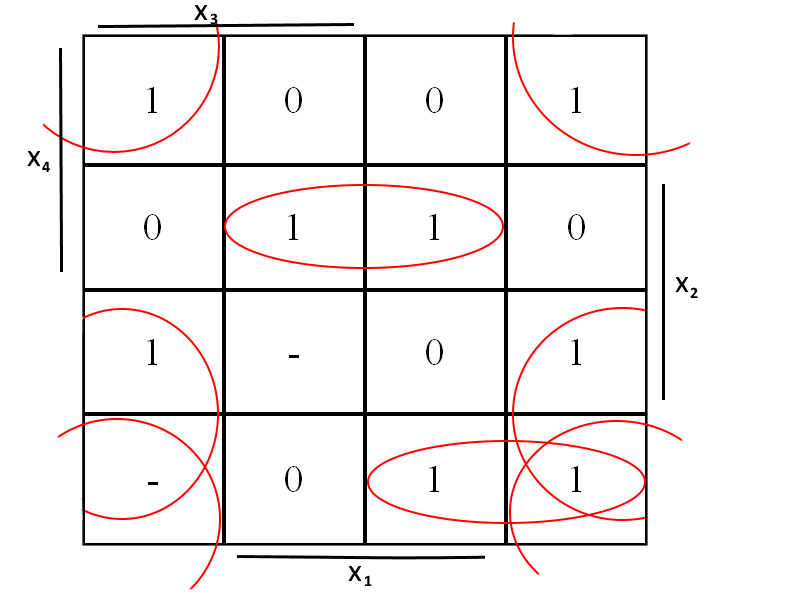 X₃
1 0 0 1
X₄
0 1 1 0
X₂
1 - 0 1
- 0 1 1
X₁